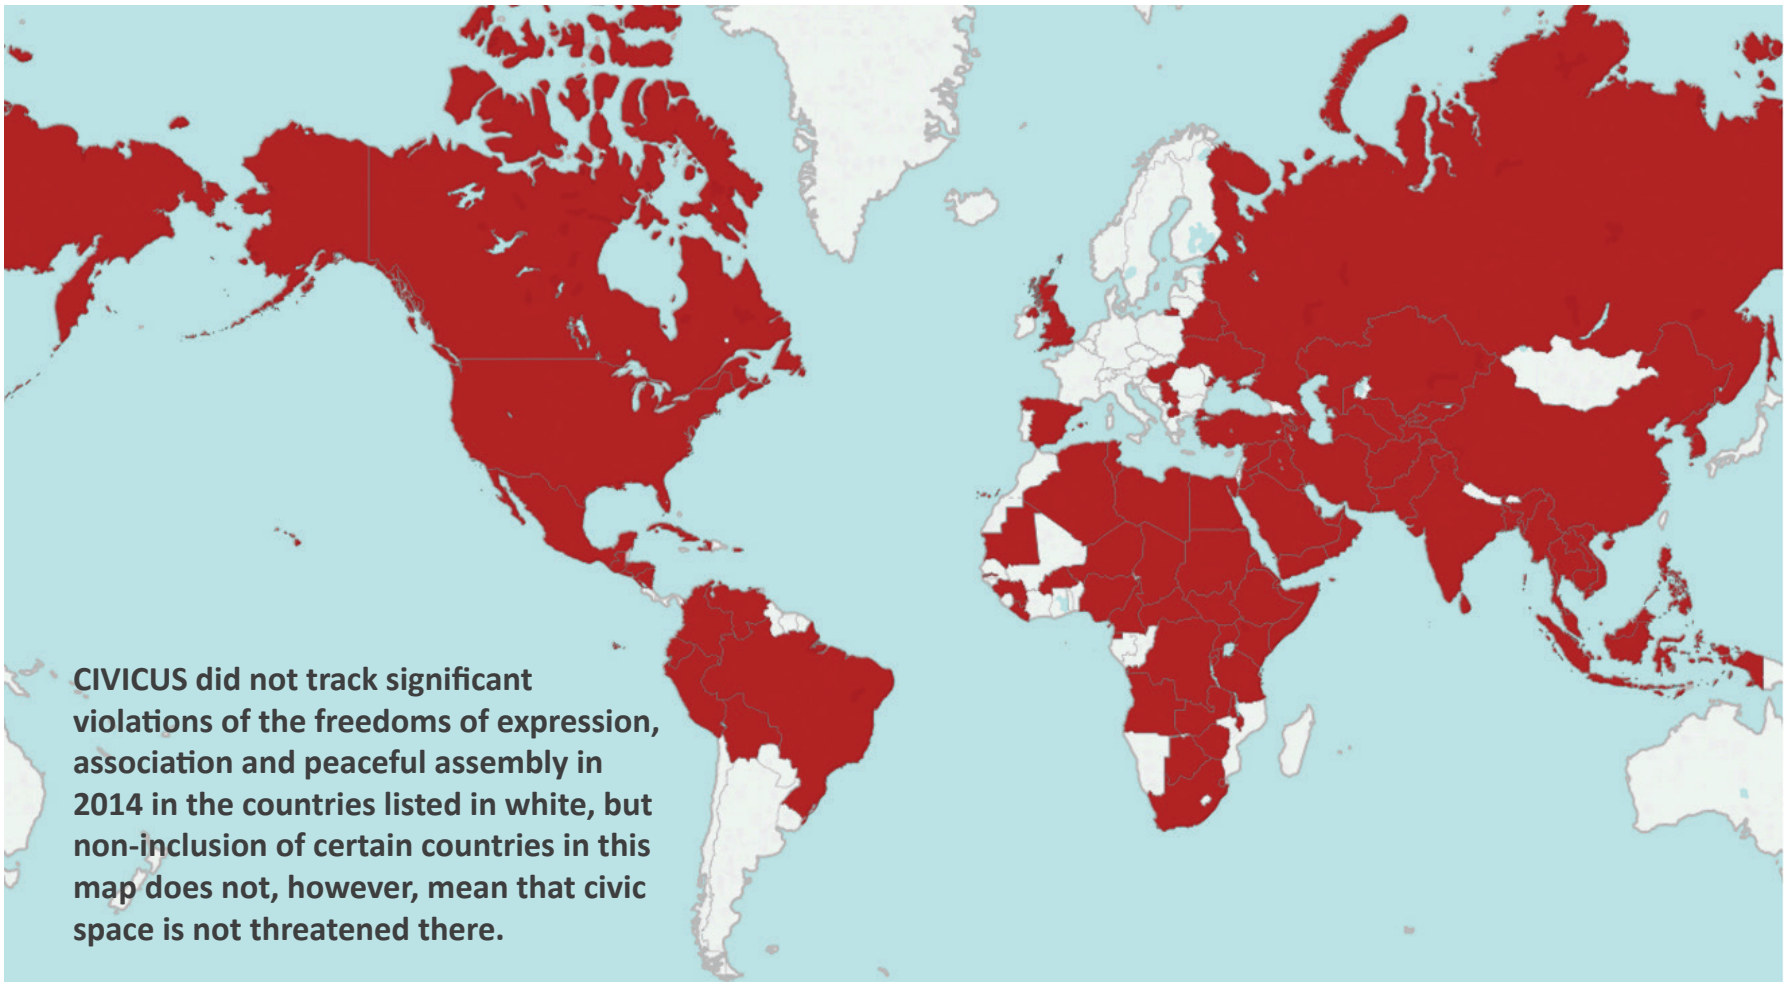 CIVICUS did not track significant
violations of the freedoms of expression,
association and peaceful assembly in
2014 in the countries listed in white, but
non-inclusion of certain countries in this
map does not, however, mean that civic
space is not threatened there.